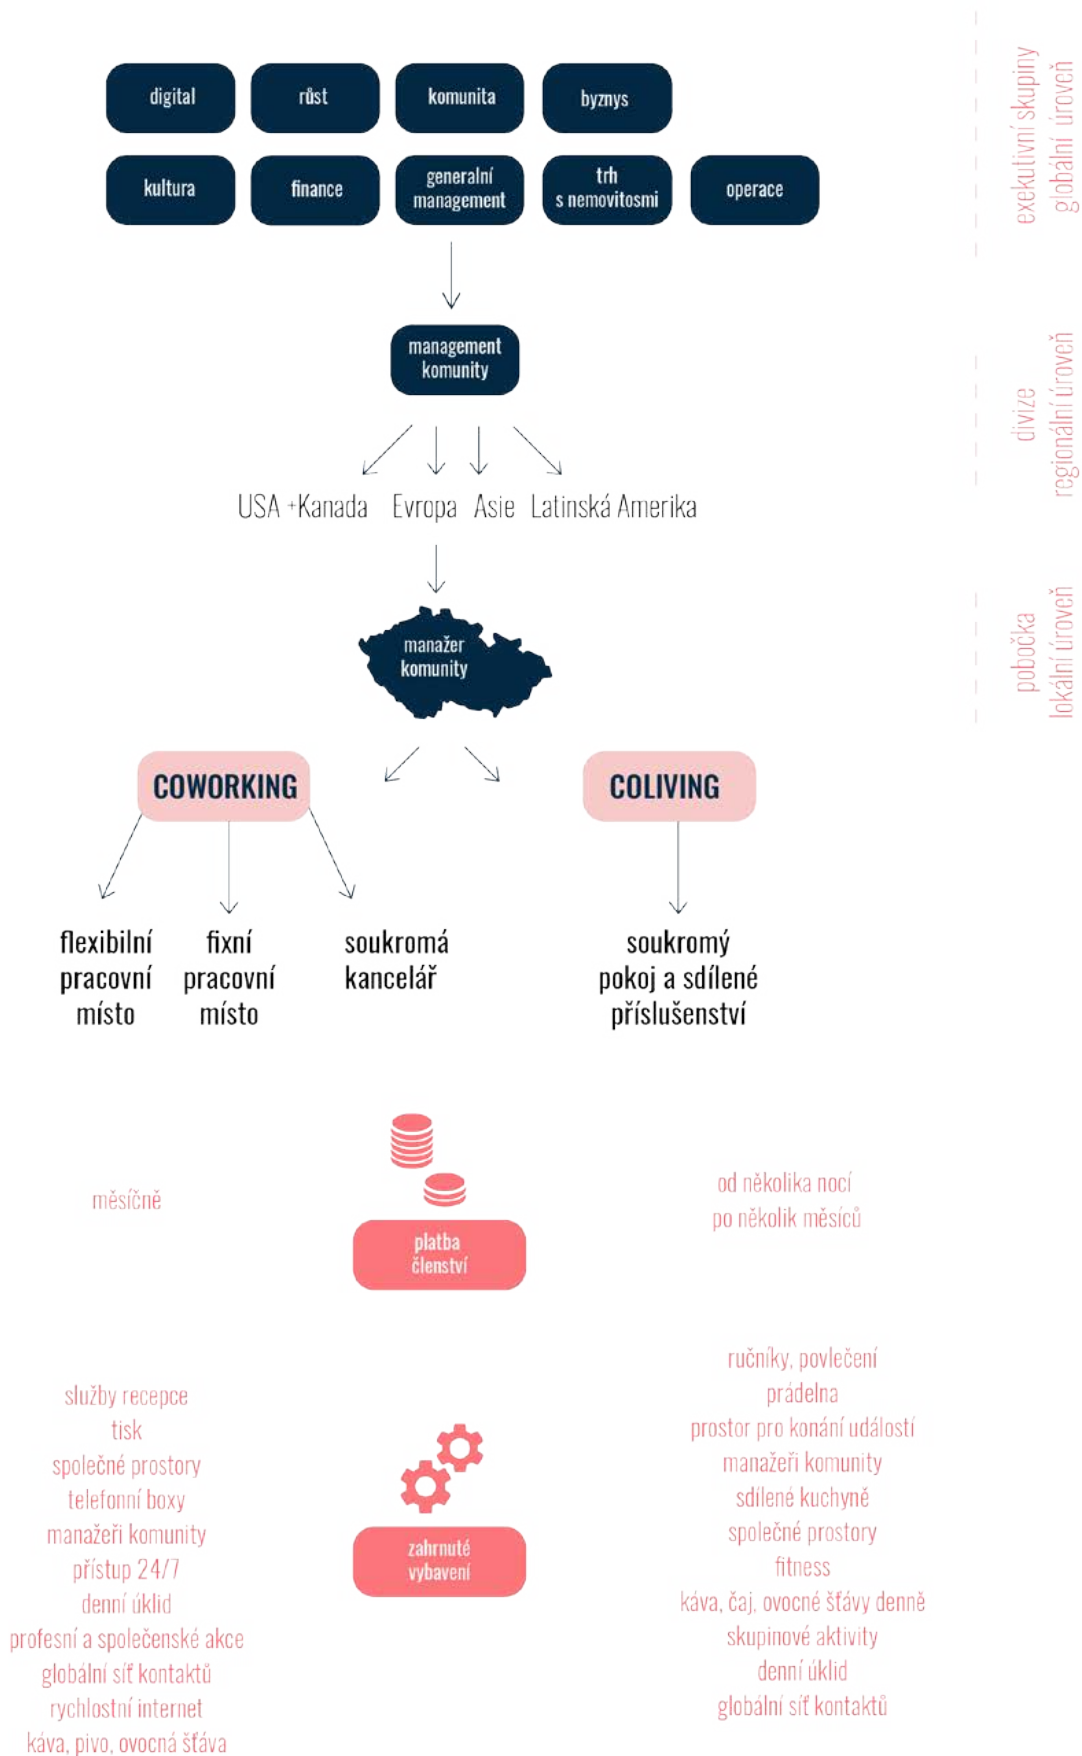 digital
růst
komunita
byznys
kultura
finance
generalní
management
trh
s nemovitosmi
operace
exekutivní skupiny
globální úroveň
management
komunity
divize
regionální úroveň
USA +Kanada
Evropa
Asie
Latinská Amerika
manažer
komunity
pobočka
lokální úroveň
COWORKING
COLIVING
flexibilní
pracovní
místo
fixní
pracovní
místo
soukromá
kancelář
soukromý
pokoj a sdílené
příslušenství
měsíčně
platba
členství
od několika nocí
po několik měsíců
služby recepce
tisk
společné prostory
telefonní boxy
manažeři komunity
přístup 24/7
denní úklid
profesní a společenské akce
globální síť kontaktů
rychlostní internet
káva, pivo, ovocná šťáva
zahrnuté
vybavení
ručníky, povlečení
prádelna
prostor pro konání událostí
manažeři komunity
sdílené kuchyně
společné prostory
fitness
káva, čaj, ovocné šťávy denně
skupinové aktivity
denní úklid
globální síť kontaktů